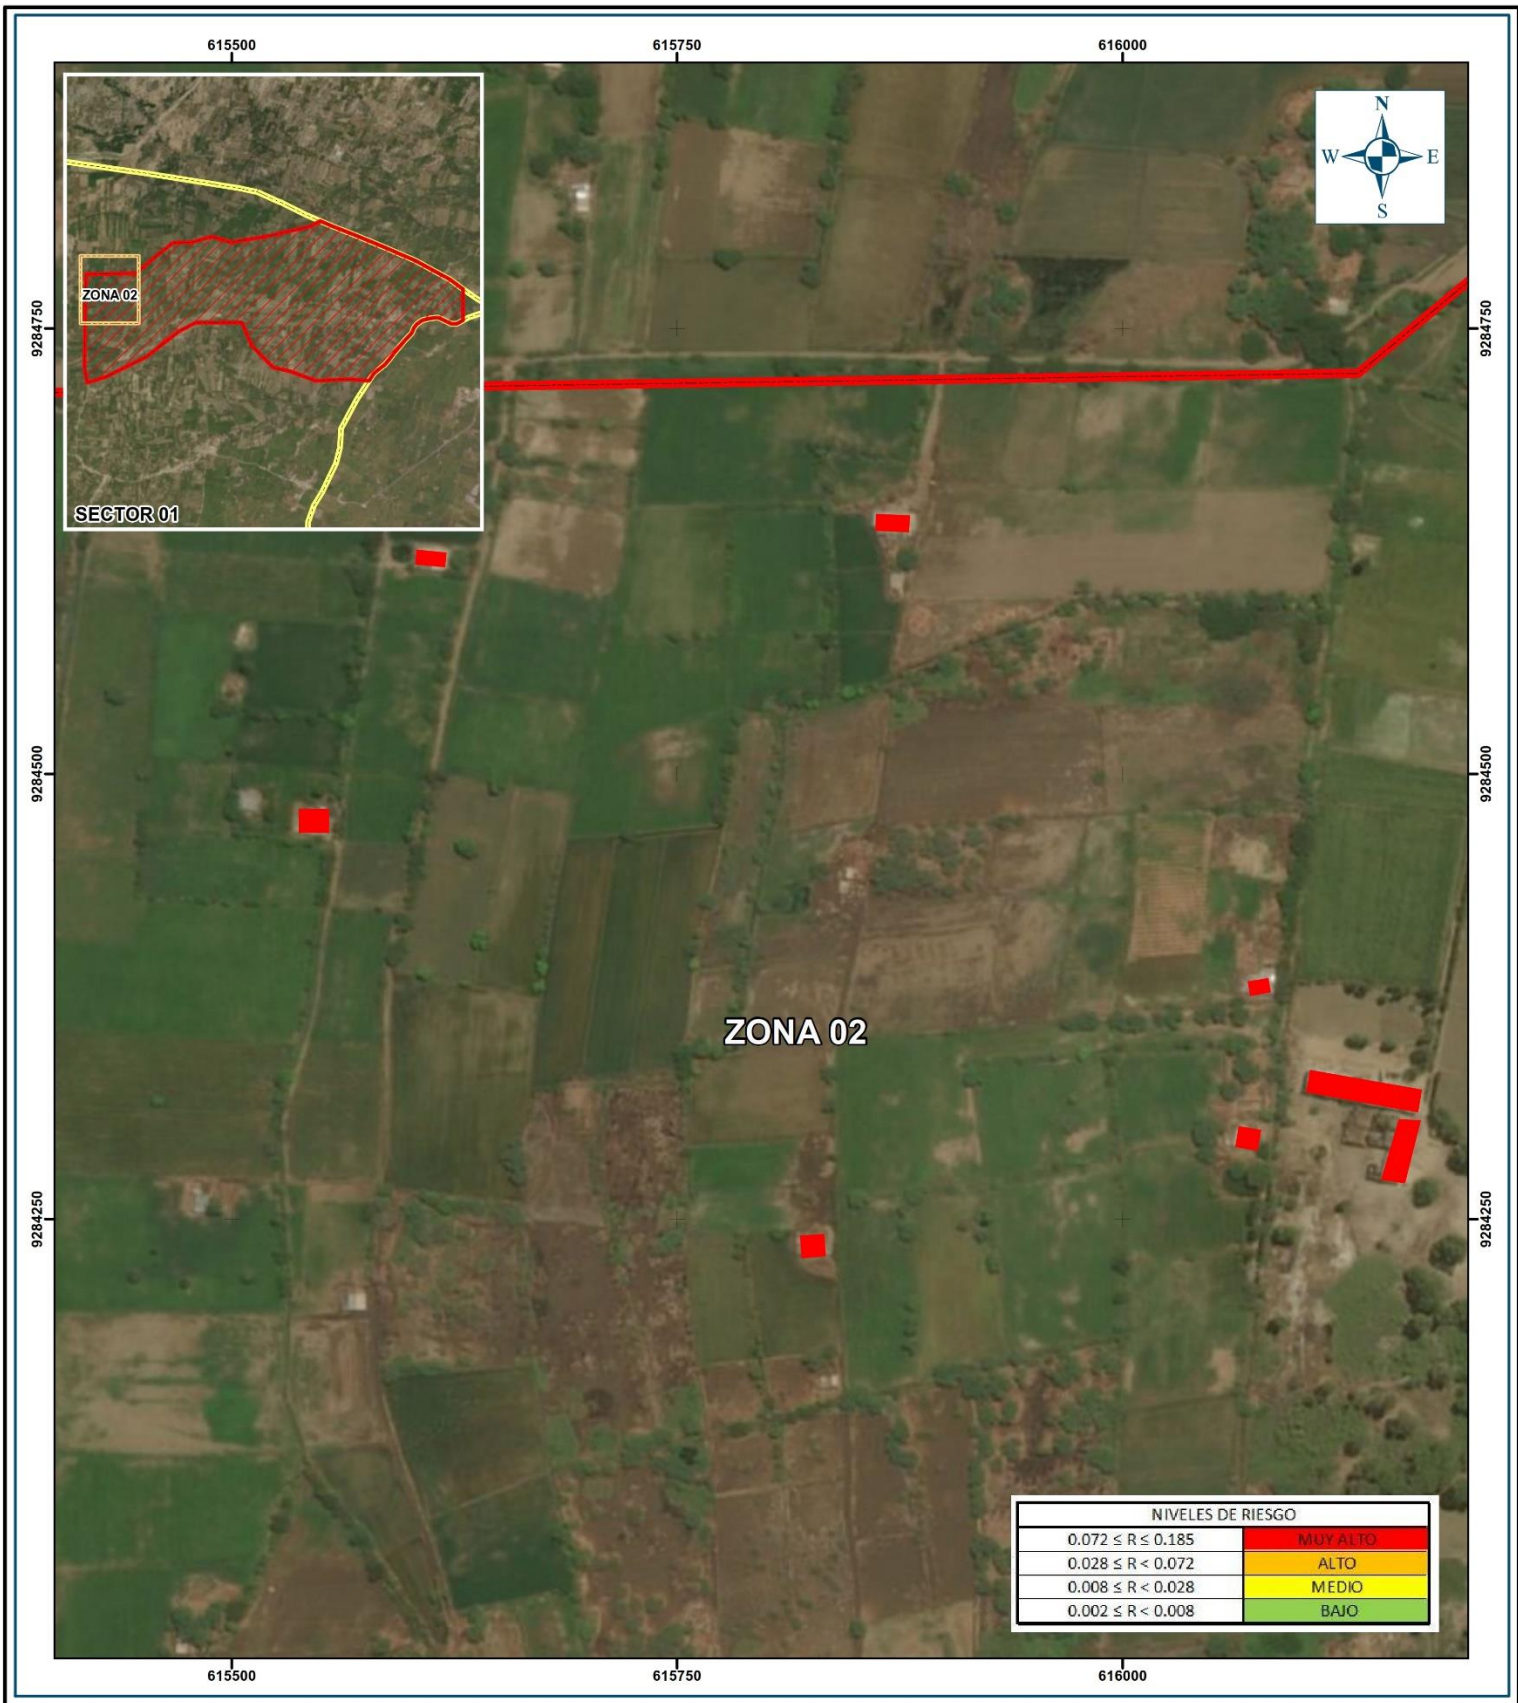 615500 615750 616000
N
W E
S
ZONA 02
SECTOR 01
9284750 9284750
9284500 9284500
ZONA 02
9284250 9284250
NIVELES DE RIESGO
0.072 ≤ R ≤ 0.185 MUY ALTO
0.028 ≤ R < 0.072 ALTO
0.008 ≤ R < 0.028 MEDIO
0.002 ≤ R < 0.008 BAJO
615500 615750 616000